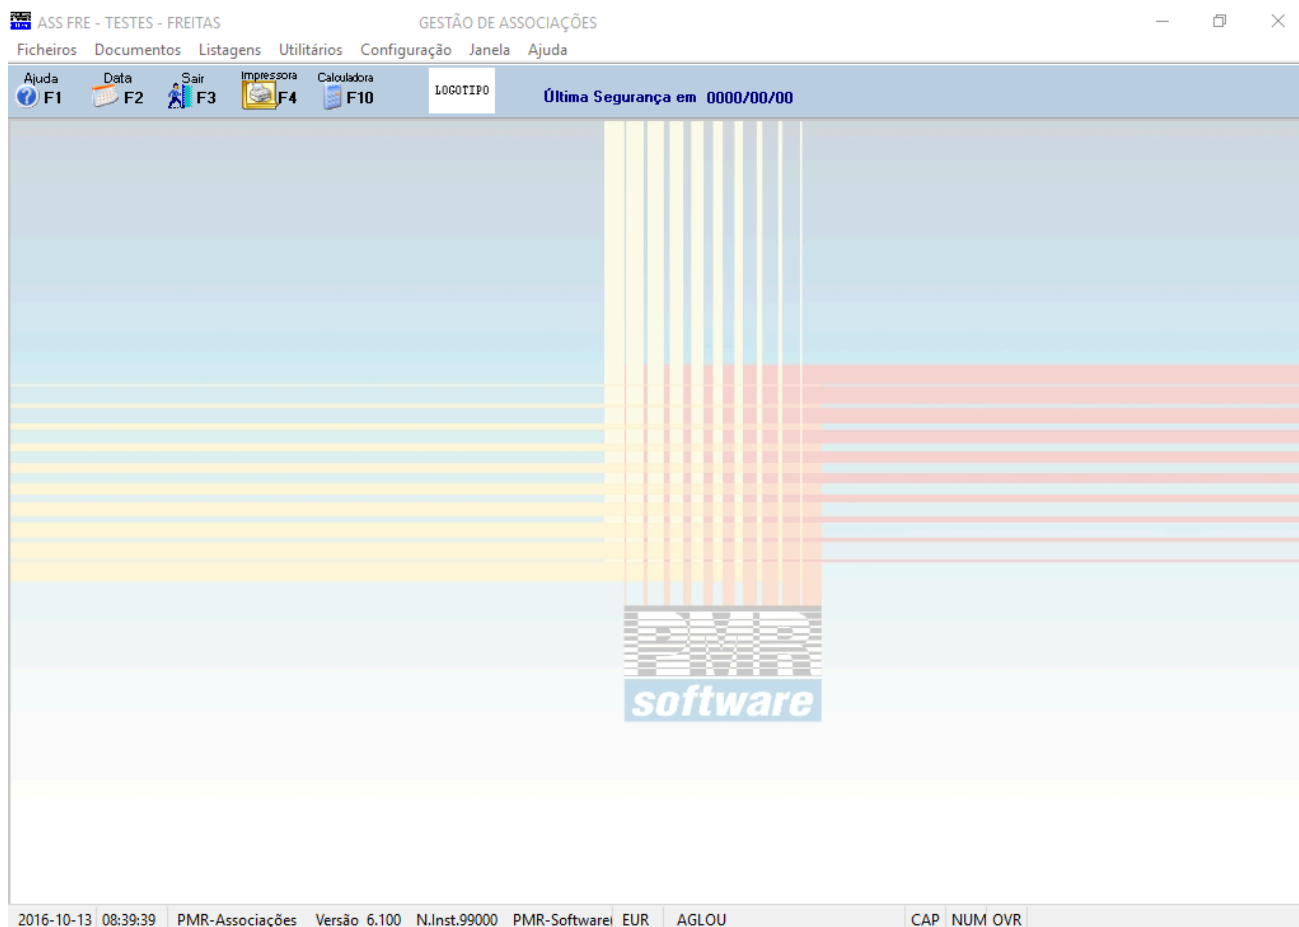 ASS FRE - TESTES - FREITAS GESTÃO DE ASSOCIAÇÕES
Ficheiros Documentos Listagens Utilitários Configuração Janela Ajuda
Ajuda Data Sair Impressora Calculadora
F1 F2 F3 F4 F10
LOGOTIPO
Última Segurança em 0000/00/00
PMR
software
2016-10-13 08:39:39 PMR-Associações Versão 6.100 N.Inst.99000 PMR-Software( EUR AGLOU CAP NUM OVR